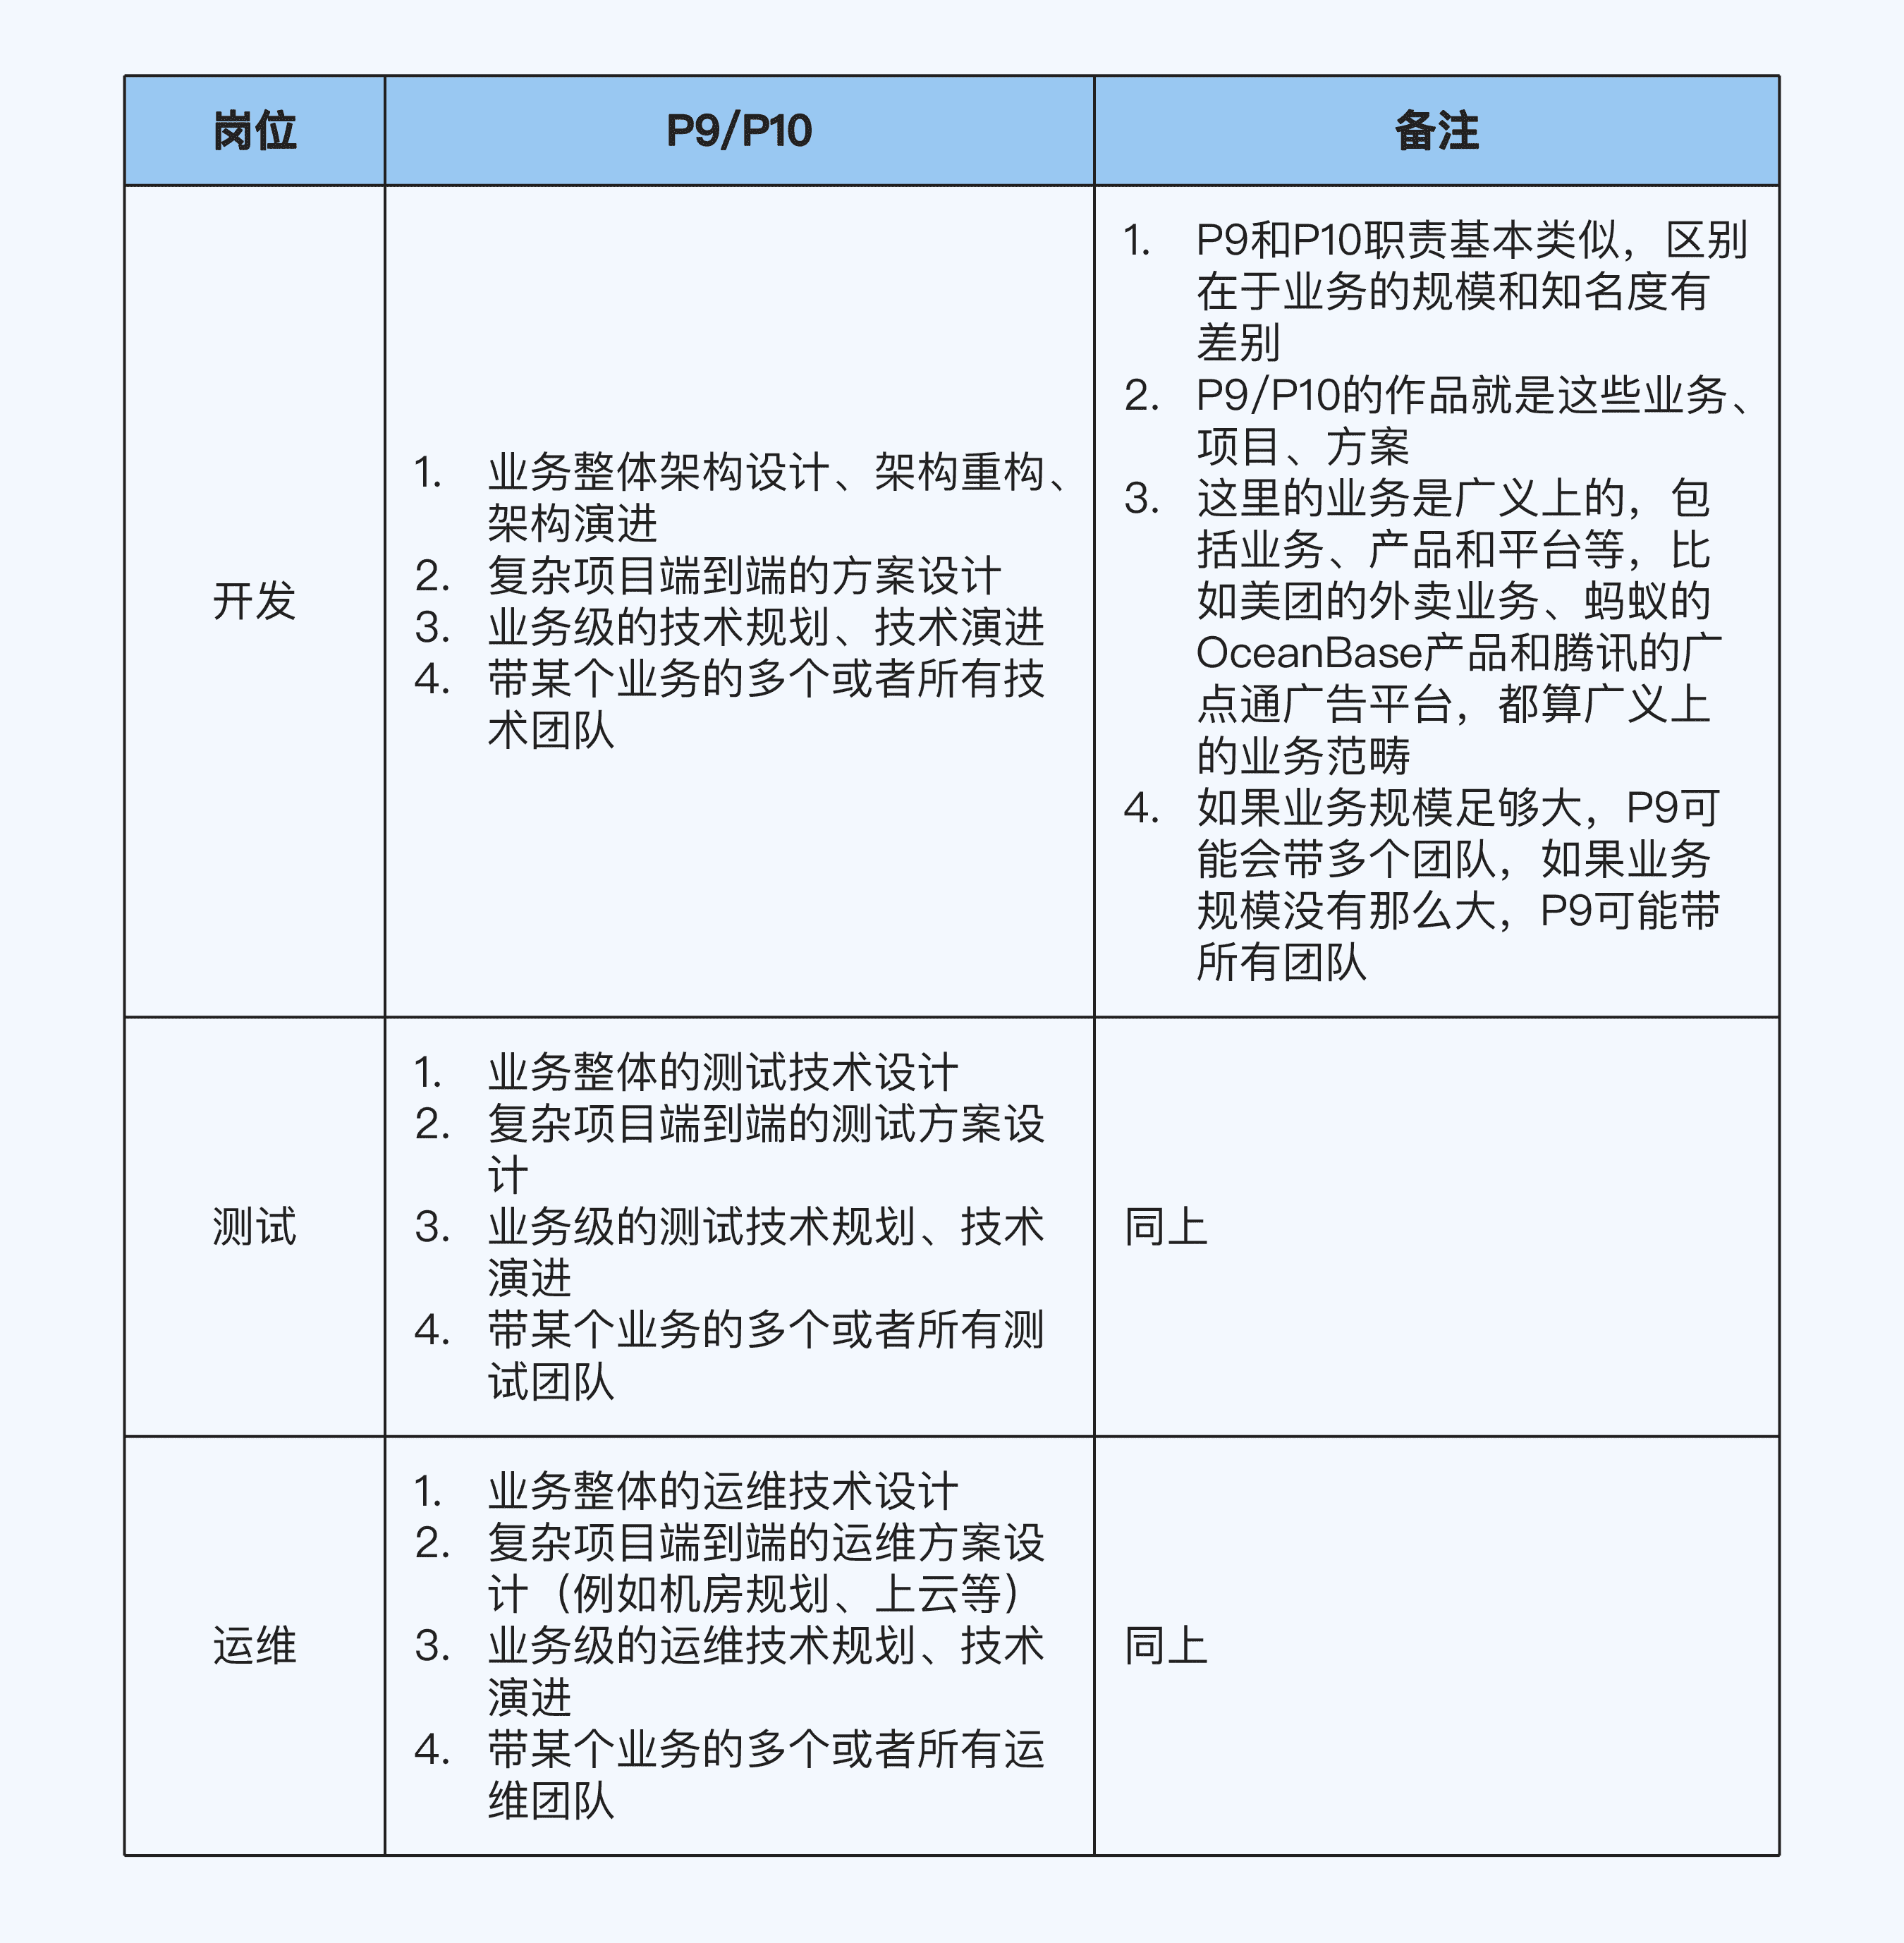 岗位
P9/P10
备注
开发
1. 业务整体架构设计、架构重构、
架构演进
2. 复杂项目端到端的方案设计
3. 业务级的技术规划、技术演进
4. 带某个业务的多个或者所有技
术团队
1. P9和P10职责基本类似，区别
在于业务的规模和知名度有
差别
2. P9/P10的作品就是这些业务、
项目、方案
3. 这里的业务是广义上的，包
括业务、产品和平台等，比
如美团的外卖业务、蚂蚁的
OceanBase产品和腾讯的广
点通广告平台，都算广义上
的业务范畴
4. 如果业务规模足够大，P9可
能会带多个团队，如果业务
规模没有那么大，P9可能带
所有团队
测试
1. 业务整体的测试技术设计
2. 复杂项目端到端的测试方案设
计
3. 业务级的测试技术规划、技术
演进
4. 带某个业务的多个或者所有测
试团队
同上
运维
1. 业务整体的运维技术设计
2. 复杂项目端到端的运维方案设
计（例如机房规划、上云等）
3. 业务级的运维技术规划、技术
演进
4. 带某个业务的多个或者所有运
维团队
同上